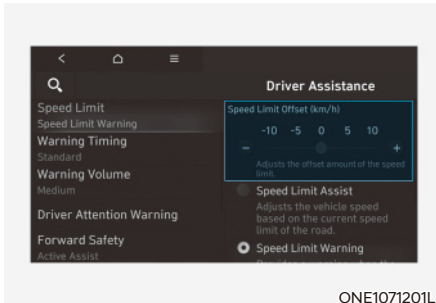 Driver Assistance
Speed Limit
Speed Limit Warning
Warning Timing
Standard
Warning Volume
Medium
Driver Attention Warning
Forward Safety
Active Assist
Speed Limit Offset (km/h)
-10 -5 0 5 10
− +
Adjusts the offset amount of the speed
limit.
Speed Limit Assist
Adjusts the vehicle speed
based on the current speed
limit of the road.
Speed Limit Warning
ONE1071201L